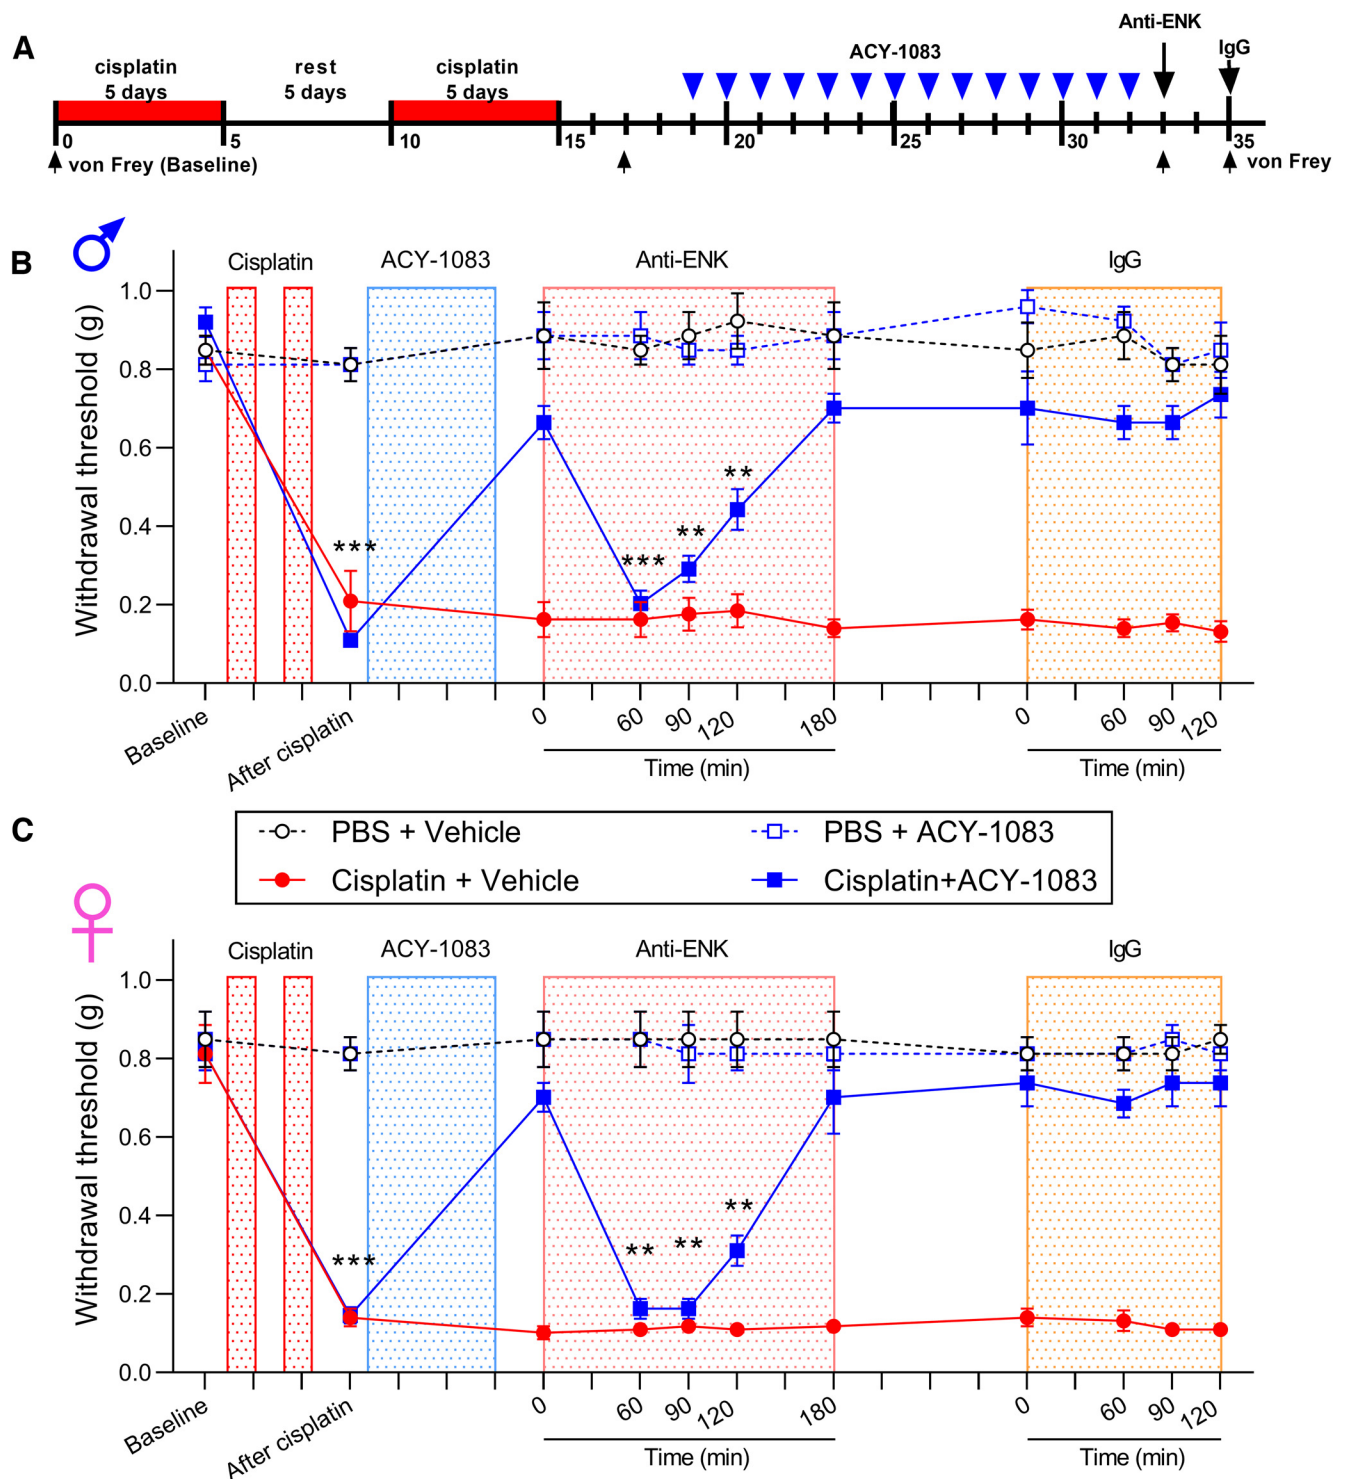 A
cisplatin
5 days
rest
5 days
cisplatin
5 days
ACY-1083
Anti-ENK
IgG
0 5 10 15 20 25 30 35
von Frey (Baseline)
von Frey
B
Cisplatin ACY-1083 Anti-ENK IgG
Withdrawal threshold (g)
1.0
0.8
0.6
0.4
0.2
0.0
***
***
**
**
Baseline After cisplatin 0 60 90 120 180 0 60 90 120
Time (min) Time (min)
C
PBS + Vehicle PBS + ACY-1083
Cisplatin + Vehicle Cisplatin+ACY-1083
Cisplatin ACY-1083 Anti-ENK IgG
Withdrawal threshold (g)
1.0
0.8
0.6
0.4
0.2
0.0
***
**
**
**
Baseline After cisplatin 0 60 90 120 180 0 60 90 120
Time (min) Time (min)